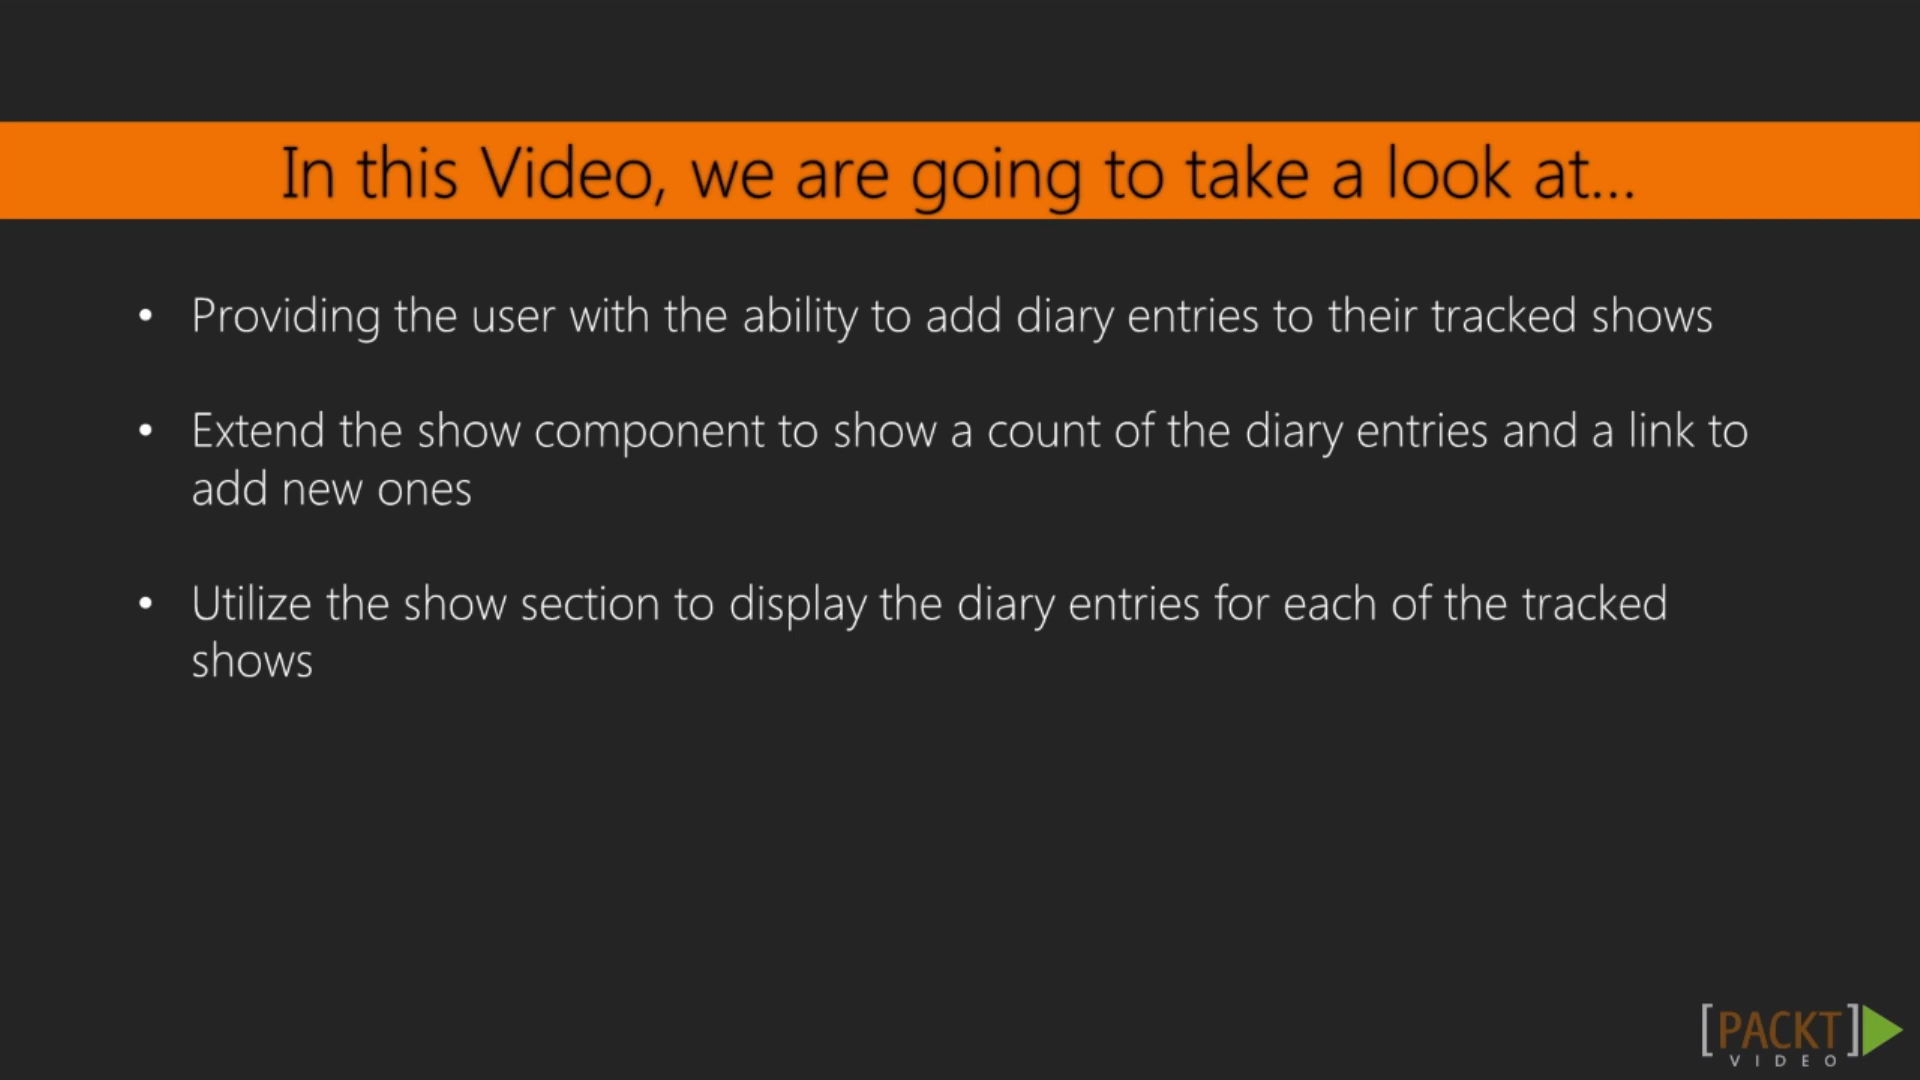 In this Video, we are going to take a look at...
• Providing the user with the ability to add diary entries to their tracked shows
• Extend the show component to show a count of the diary entries and a link to
add new ones
• Utilize the show section to display the diary entries for each of the tracked
shows
[PACKT]
VIDEO